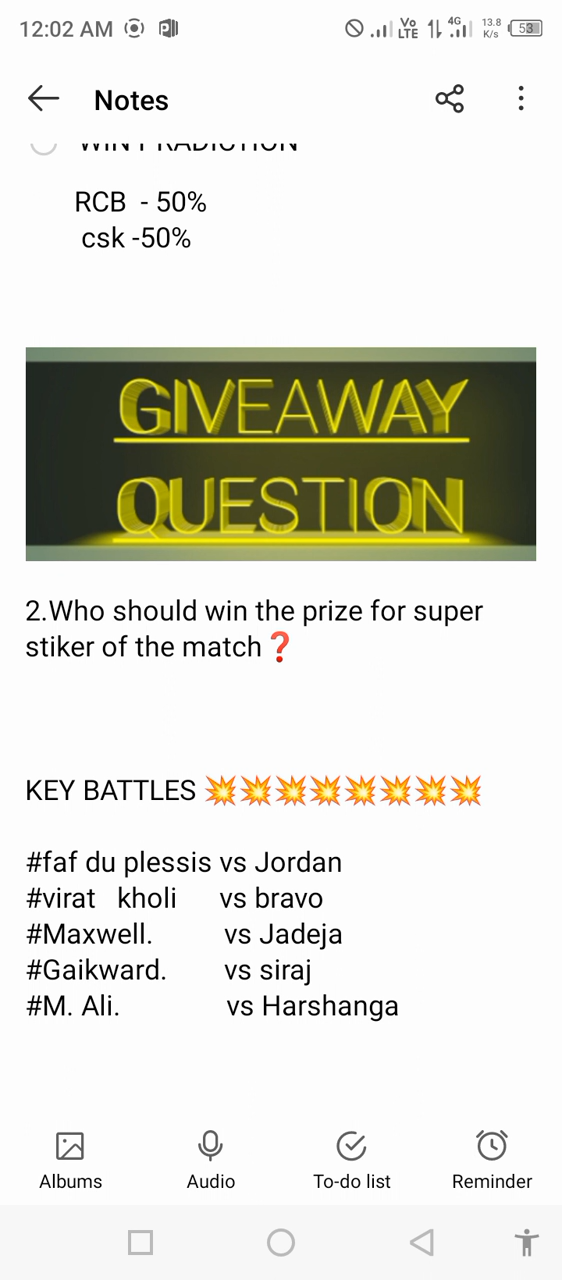 12:02 AM
Vo LTE 4G 13.8 K/s 53
Notes
WIN PRADICTION
RCB - 50%
csk -50%
GIVEAWAY
QUESTION
2.Who should win the prize for super
stiker of the match❓
KEY BATTLES 💥💥💥💥💥💥💥💥
#faf du plessis vs Jordan
#virat kholi vs bravo
#Maxwell. vs Jadeja
#Gaikward. vs siraj
#M. Ali. vs Harshanga
Albums Audio To-do list Reminder